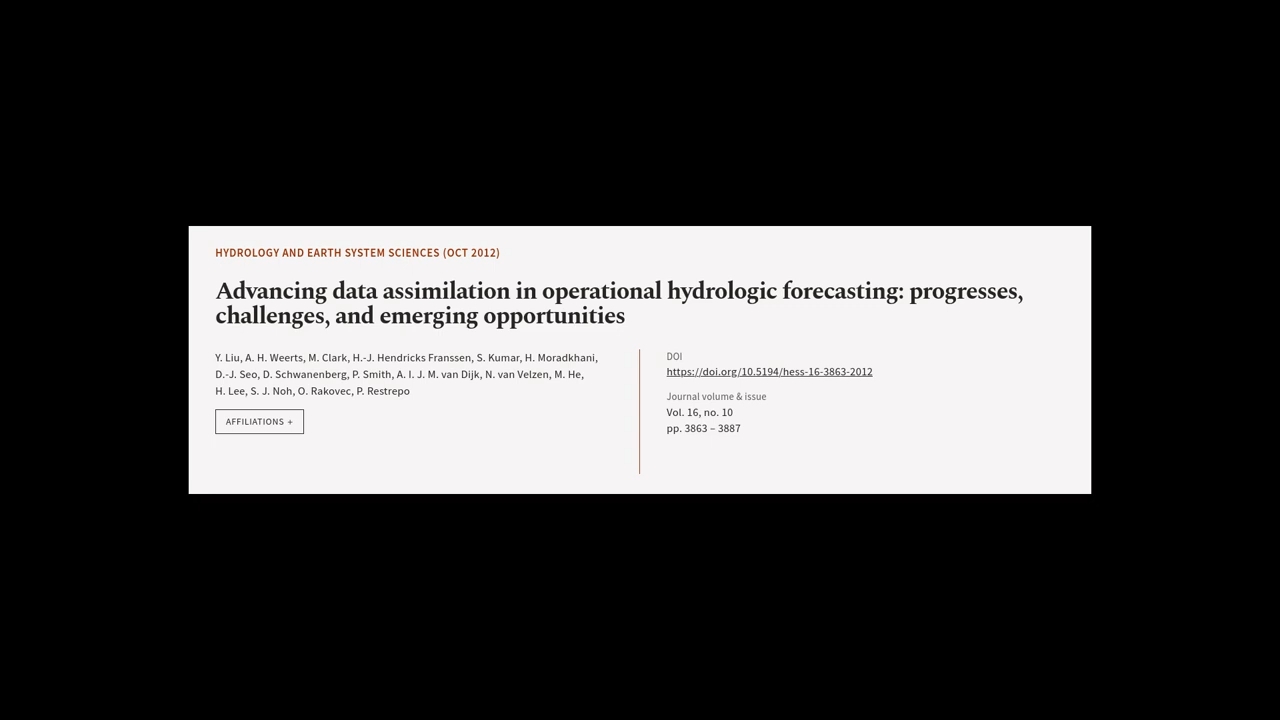 HYDROLOGY AND EARTH SYSTEM SCIENCES (OCT 2012)
Advancing data assimilation in operational hydrologic forecasting: progresses,
challenges, and emerging opportunities
Y. Liu, A. H. Weerts, M. Clark, H.-J. Hendricks Franssen, S. Kumar, H. Moradkhani,
D.-J. Seo, D. Schwanenberg, P. Smith, A. I. J. M. van Dijk, N. van Velzen, M. He,
H. Lee, S. J. Noh, O. Rakovec, P. Restrepo
AFFILIATIONS +
DOI
https://doi.org/10.5194/hess-16-3863-2012
Journal volume & issue
Vol. 16, no. 10
pp. 3863 – 3887